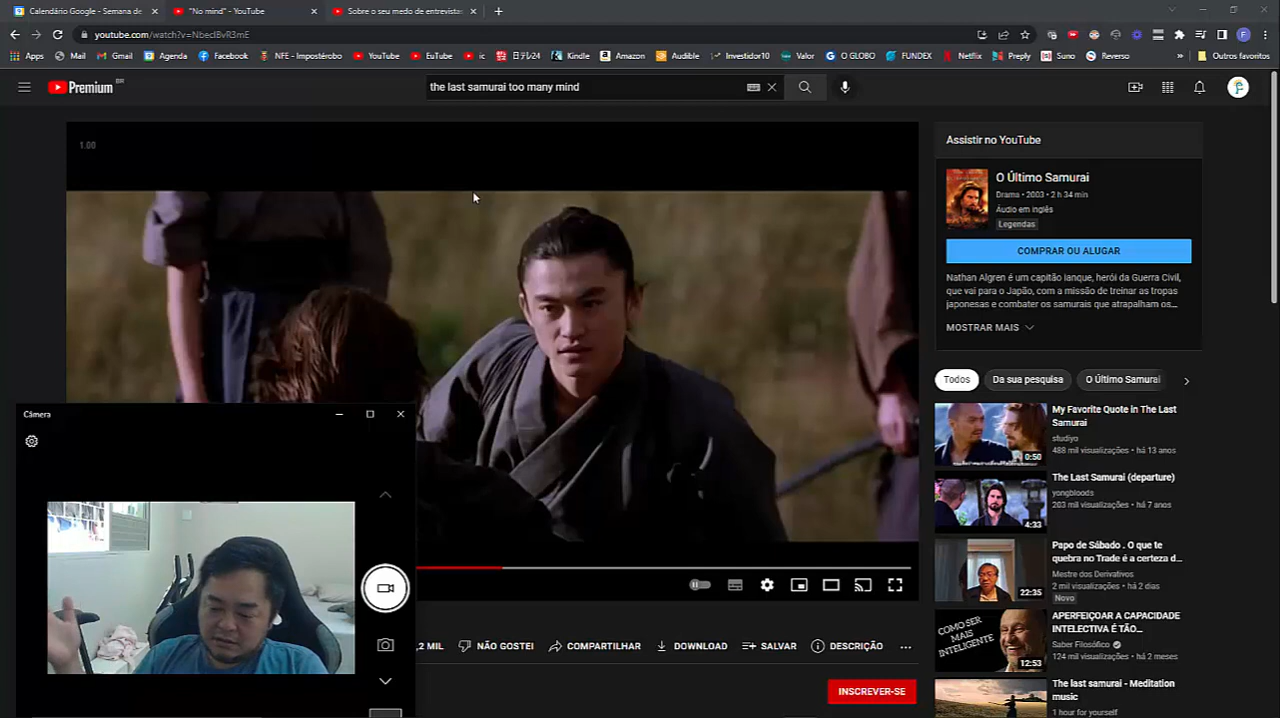 Calendário Google - Semana de
"No mind" - YouTube
Sobre o seu medo de entrevista
youtube.com/watch?v=NbecIBvR3mE
Apps
Mail
Gmail
Agenda
Facebook
NFE - Impostérobo
YouTube
EuTube
ic
Kindle
Amazon
Audible
Investidor10
Valor
O GLOBO
FUNDEX
Netflix
Preply
Suno
Reverso
»
Outros favoritos
Premium BR
the last samurai too many mind
1.00
Assistir no YouTube
O Último Samurai
Drama • 2003 • 2 h 34 min
Áudio em inglês
Legendas
COMPRAR OU ALUGAR
Nathan Algren é um capitão ianque, herói da Guerra Civil,
que vai para o Japão, com a missão de treinar as tropas
japonesas e combater os samurais que atrapalham os...
MOSTRAR MAIS
Todos
Da sua pesquisa
O Último Samurai
My Favorite Quote in The Last
Samurai
studiyo
488 mil visualizações • há 13 anos
0:50
The Last Samurai (departure)
yongbloods
203 mil visualizações • há 7 anos
4:33
Papo de Sábado . O que te
quebra no Trade é a certeza d...
Mestre dos Derivativos
2 mil visualizações • há 2 dias
Novo
22:35
COMO SER
MAIS
INTELIGENTE
APERFEIÇOAR A CAPACIDADE
INTELECTIVA É TÃO...
Saber Filosófico
124 mil visualizações • há 2 meses
12:53
The last samurai - Meditation
music
1 hour for yourself
Câmera
,2 MIL
NÃO GOSTEI
COMPARTILHAR
DOWNLOAD
SALVAR
DESCRIÇÃO
...
INSCREVER-SE